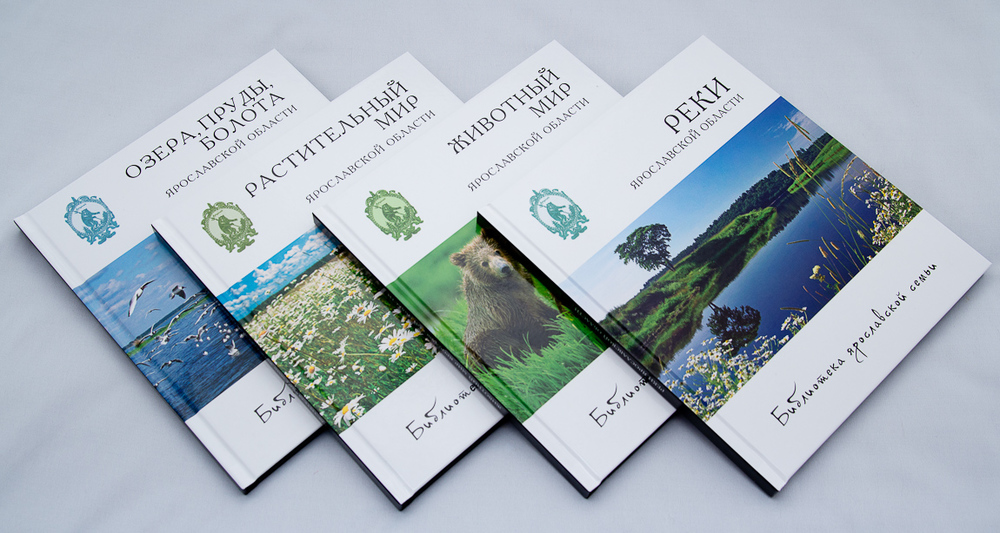 ОЗЕРА, ПРУДЫ,
БОЛОТА
ЯРОСЛАВСКОЙ ОБЛАСТИ
РАСТИТЕЛЬНЫЙ
МИР
ЯРОСЛАВСКОЙ ОБЛАСТИ
Библиотека
ЖИВОТНЫЙ
МИР
ЯРОСЛАВСКОЙ ОБЛАСТИ
РЕКИ
ЯРОСЛАВСКОЙ ОБЛАСТИ
Библиотека ярославской семьи